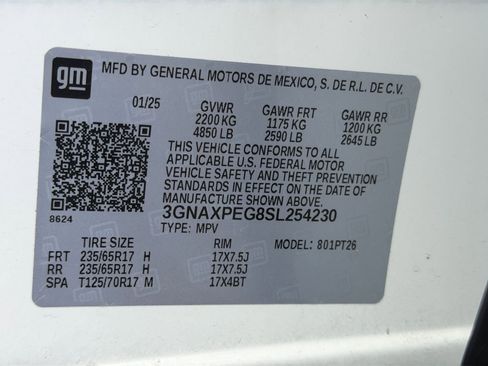 gm
MFD BY GENERAL MOTORS DE MEXICO, S. DE R.L. DE C.V.
01/25 GVWR GAWR FRT GAWR RR
2200 KG 1175 KG 1200 KG
4850 LB 2590 LB 2645 LB
THIS VEHICLE CONFORMS TO ALL
APPLICABLE U.S. FEDERAL MOTOR
VEHICLE SAFETY AND THEFT PREVENTION
STANDARDS IN EFFECT ON THE DATE OF
MANUFACTURE SHOWN ABOVE.
8624 3GNAXPEG8SL254230
TYPE: MPV MODEL: 801PT26
TIRE SIZE RIM
FRT 235/65R17 H 17X7.5J
RR 235/65R17 H 17X7.5J
SPA T125/70R17 M 17X4BT